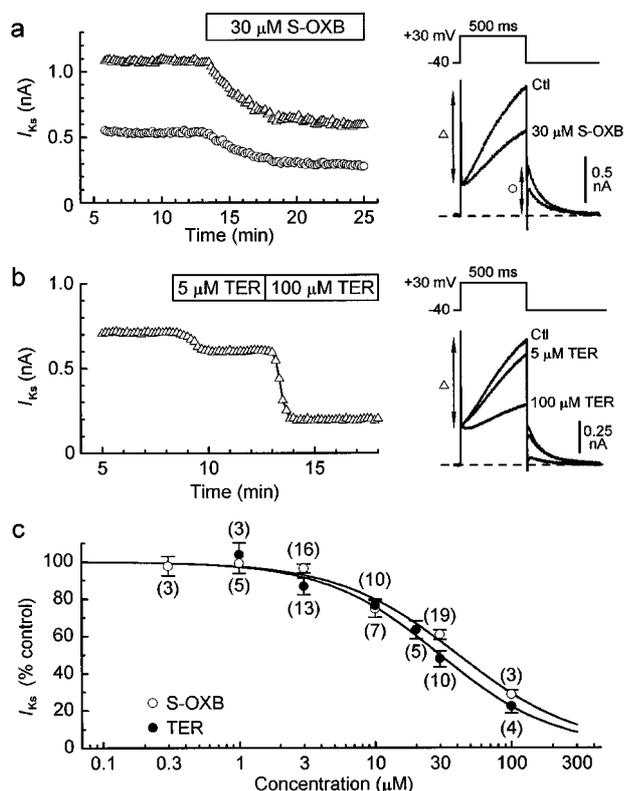 a
30 μM S-OXB
1.0
0.5
0
I Ks (nA)
5 10 15 20 25
Time (min)
500 ms
+30 mV
-40
Ctl
30 μM S-OXB
△
○
0.5
nA
b
5 μM TER 100 μM TER
1.0
0.5
0
I Ks (nA)
5 10 15
Time (min)
500 ms
+30 mV
-40
Ctl
5 μM TER
100 μM TER
△
0.25
nA
c
100
80
60
40
20
0
I Ks (% control)
(3)
(3)
(5)
(16)
(13)
(10)
(7)
(5)
(19)
(10)
(3)
(4)
○ S-OXB
● TER
0.1 0.3 1 3 10 30 100 300
Concentration (μM)